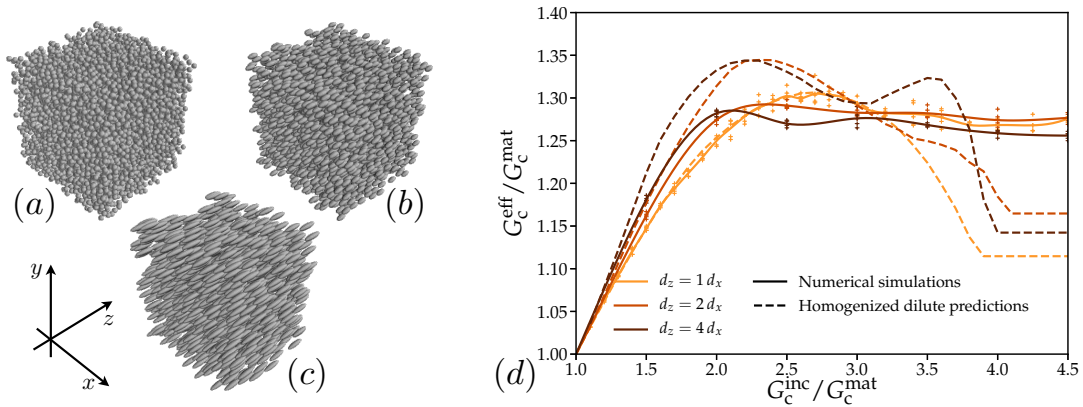 (a)
(b)
(c)
y
z
x
(d)
G_c^eff/G_c^mat
1.40
1.35
1.30
1.25
1.20
1.15
1.10
1.05
1.00
d_z = 1 d_x
d_z = 2 d_x
d_z = 4 d_x
Numerical simulations
Homogenized dilute predictions
1.0 1.5 2.0 2.5 3.0 3.5 4.0 4.5
G_c^inc/G_c^mat